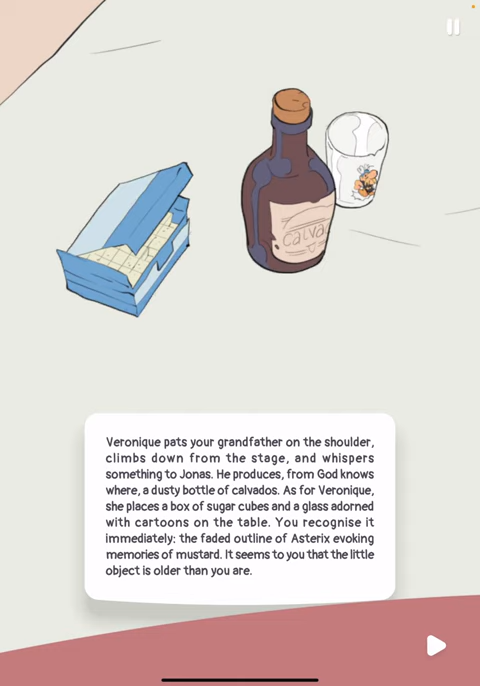 Calva
Veronique pats your grandfather on the shoulder,
climbs down from the stage, and whispers
something to Jonas. He produces, from God knows
where, a dusty bottle of calvados. As for Veronique,
she places a box of sugar cubes and a glass adorned
with cartoons on the table. You recognise it
immediately: the faded outline of Asterix evoking
memories of mustard. It seems to you that the little
object is older than you are.